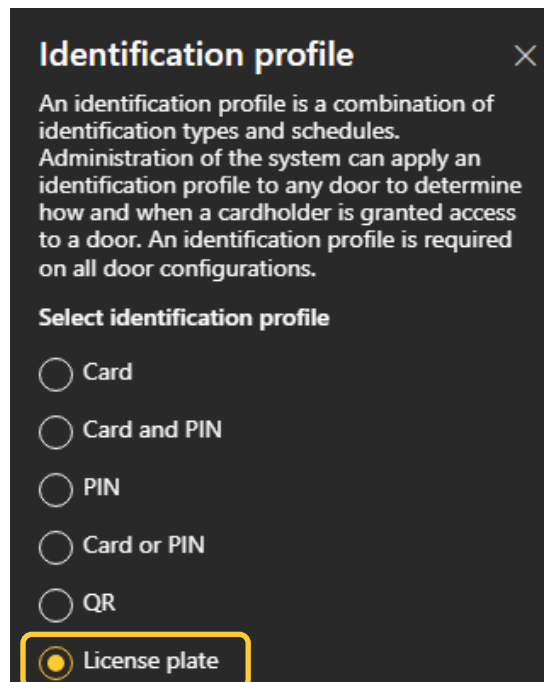 Identification profile
An identification profile is a combination of
identification types and schedules.
Administration of the system can apply an
identification profile to any door to determine
how and when a cardholder is granted access
to a door. An identification profile is required
on all door configurations.
Select identification profile
Card
Card and PIN
PIN
Card or PIN
QR
License plate